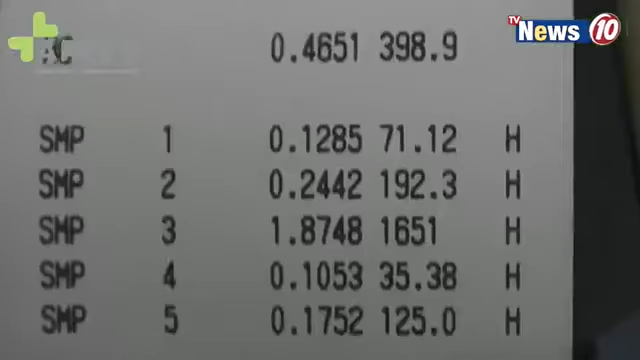 TV News 10
C 0.4651 398.9
SMP 1 0.1285 71.12 H
SMP 2 0.2442 192.3 H
SMP 3 1.8748 1651 H
SMP 4 0.1053 35.38 H
SMP 5 0.1752 125.0 H